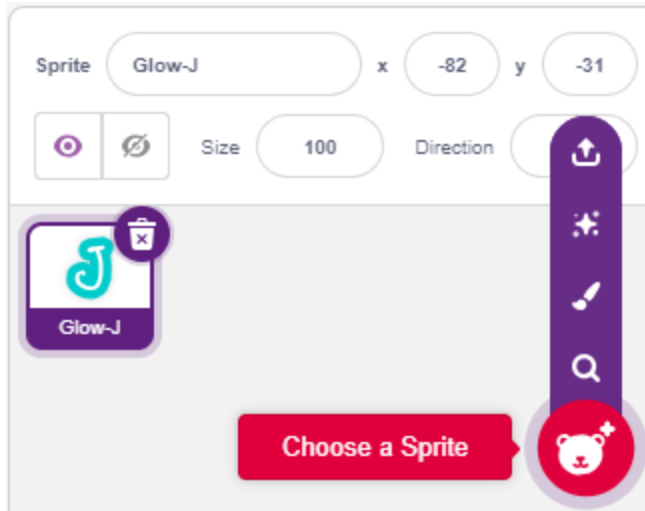 Sprite Glow-J x -82 y -31
Size 100 Direction
J
Glow-J
Choose a Sprite